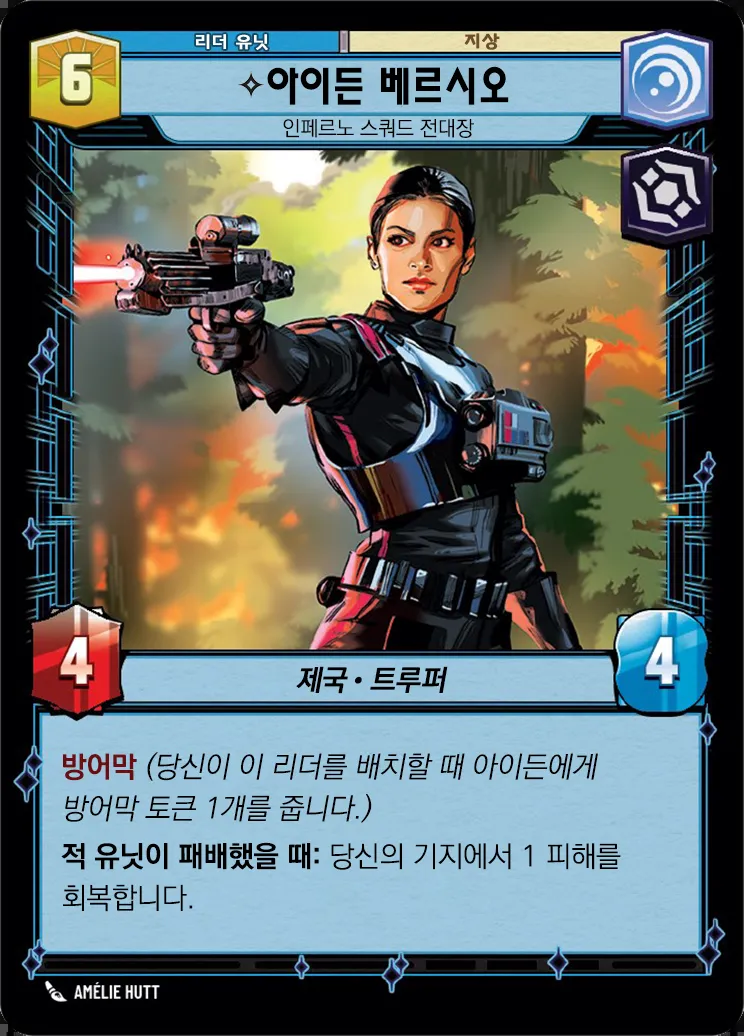 리더 유닛
지상
6
아이든 베르시오
인페르노 스쿼드 전대장
4
4
제국 • 트루퍼
방어막 (당신이 이 리더를 배치할 때 아이든에게
방어막 토큰 1개를 줍니다.)
적 유닛이 패배했을 때: 당신의 기지에서 1 피해를
회복합니다.
AMÉLIE HUTT